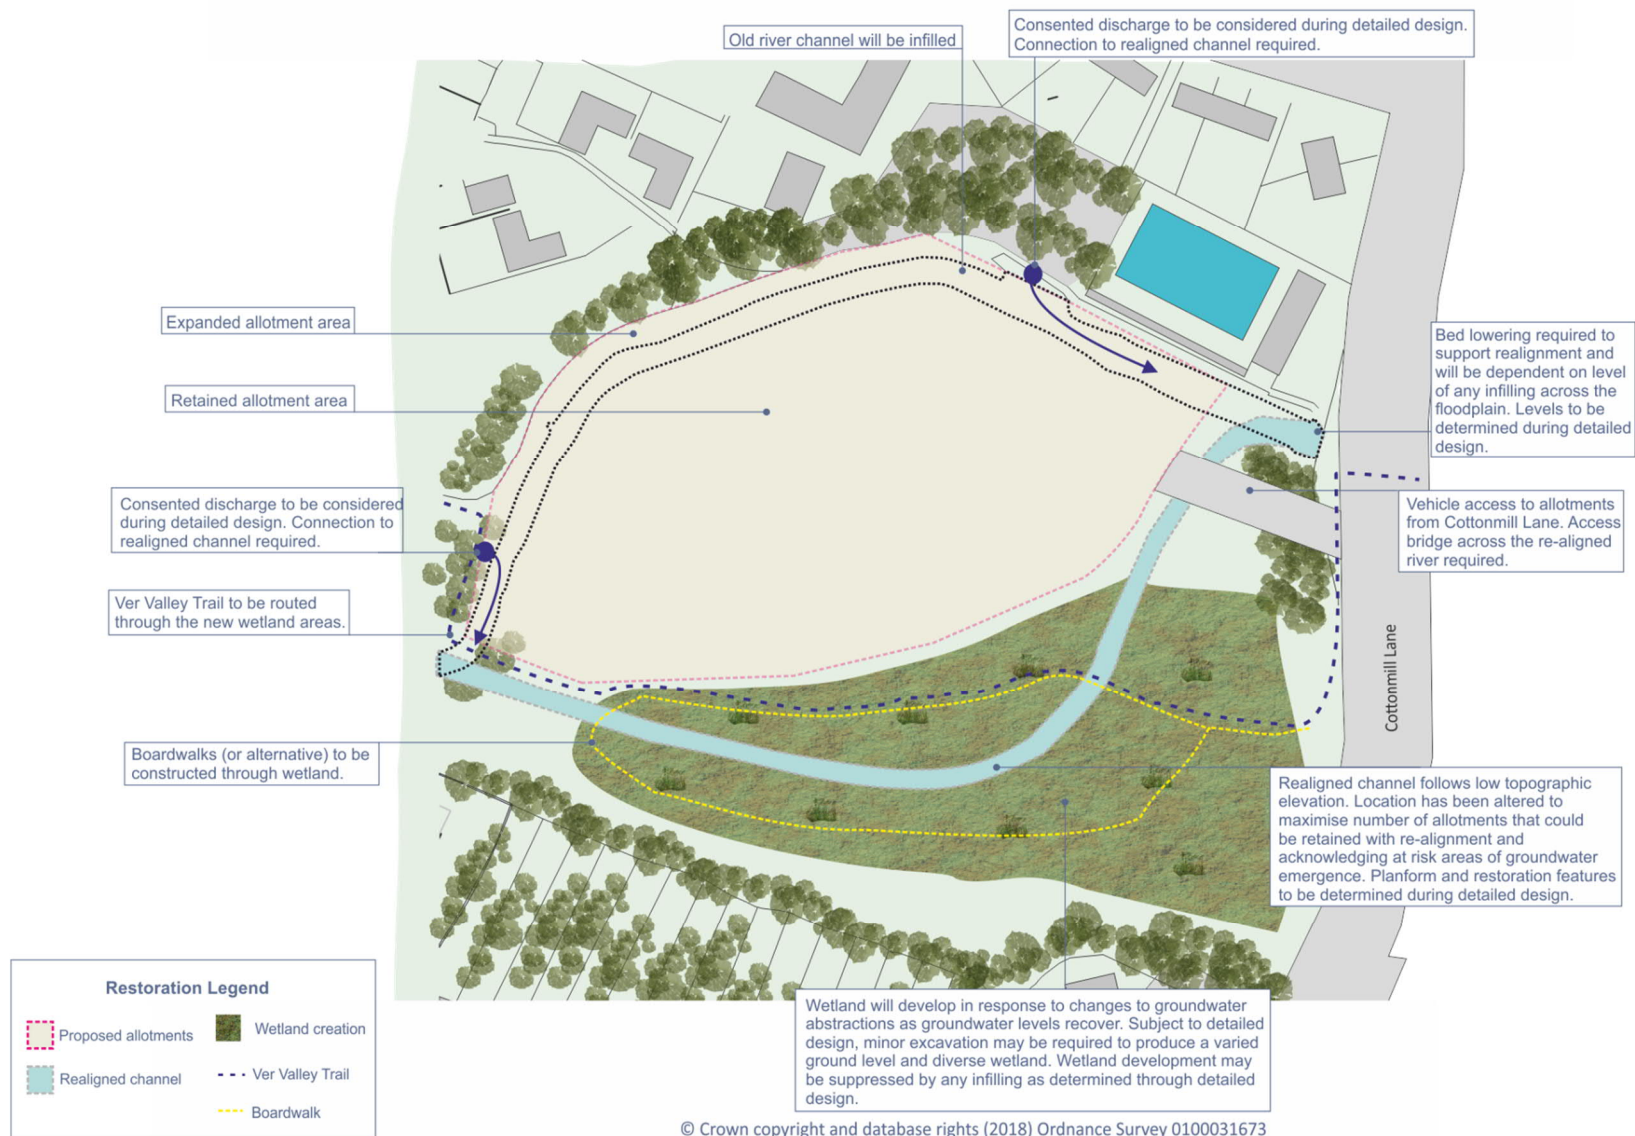 Old river channel will be infilled
Consented discharge to be considered during detailed design.
Connection to realigned channel required.
Expanded allotment area
Retained allotment area
Bed lowering required to
support realignment and
will be dependent on level
of any infilling across the
floodplain. Levels to be
determined during detailed
design.
Consented discharge to be considered
during detailed design. Connection to
realigned channel required.
Vehicle access to allotments
from Cottonmill Lane. Access
bridge across the re-aligned
river required.
Ver Valley Trail to be routed
through the new wetland areas.
Cottonmill Lane
Boardwalks (or alternative) to be
constructed through wetland.
Realigned channel follows low topographic
elevation. Location has been altered to
maximise number of allotments that could
be retained with re-alignment and
acknowledging at risk areas of groundwater
emergence. Planform and restoration features
to be determined during detailed design.
Restoration Legend
Proposed allotments
Wetland creation
Realigned channel
Ver Valley Trail
Boardwalk
Wetland will develop in response to changes to groundwater
abstractions as groundwater levels recover. Subject to detailed
design, minor excavation may be required to produce a varied
ground level and diverse wetland. Wetland development may
be suppressed by any infilling as determined through detailed
design.
© Crown copyright and database rights (2018) Ordnance Survey 0100031673